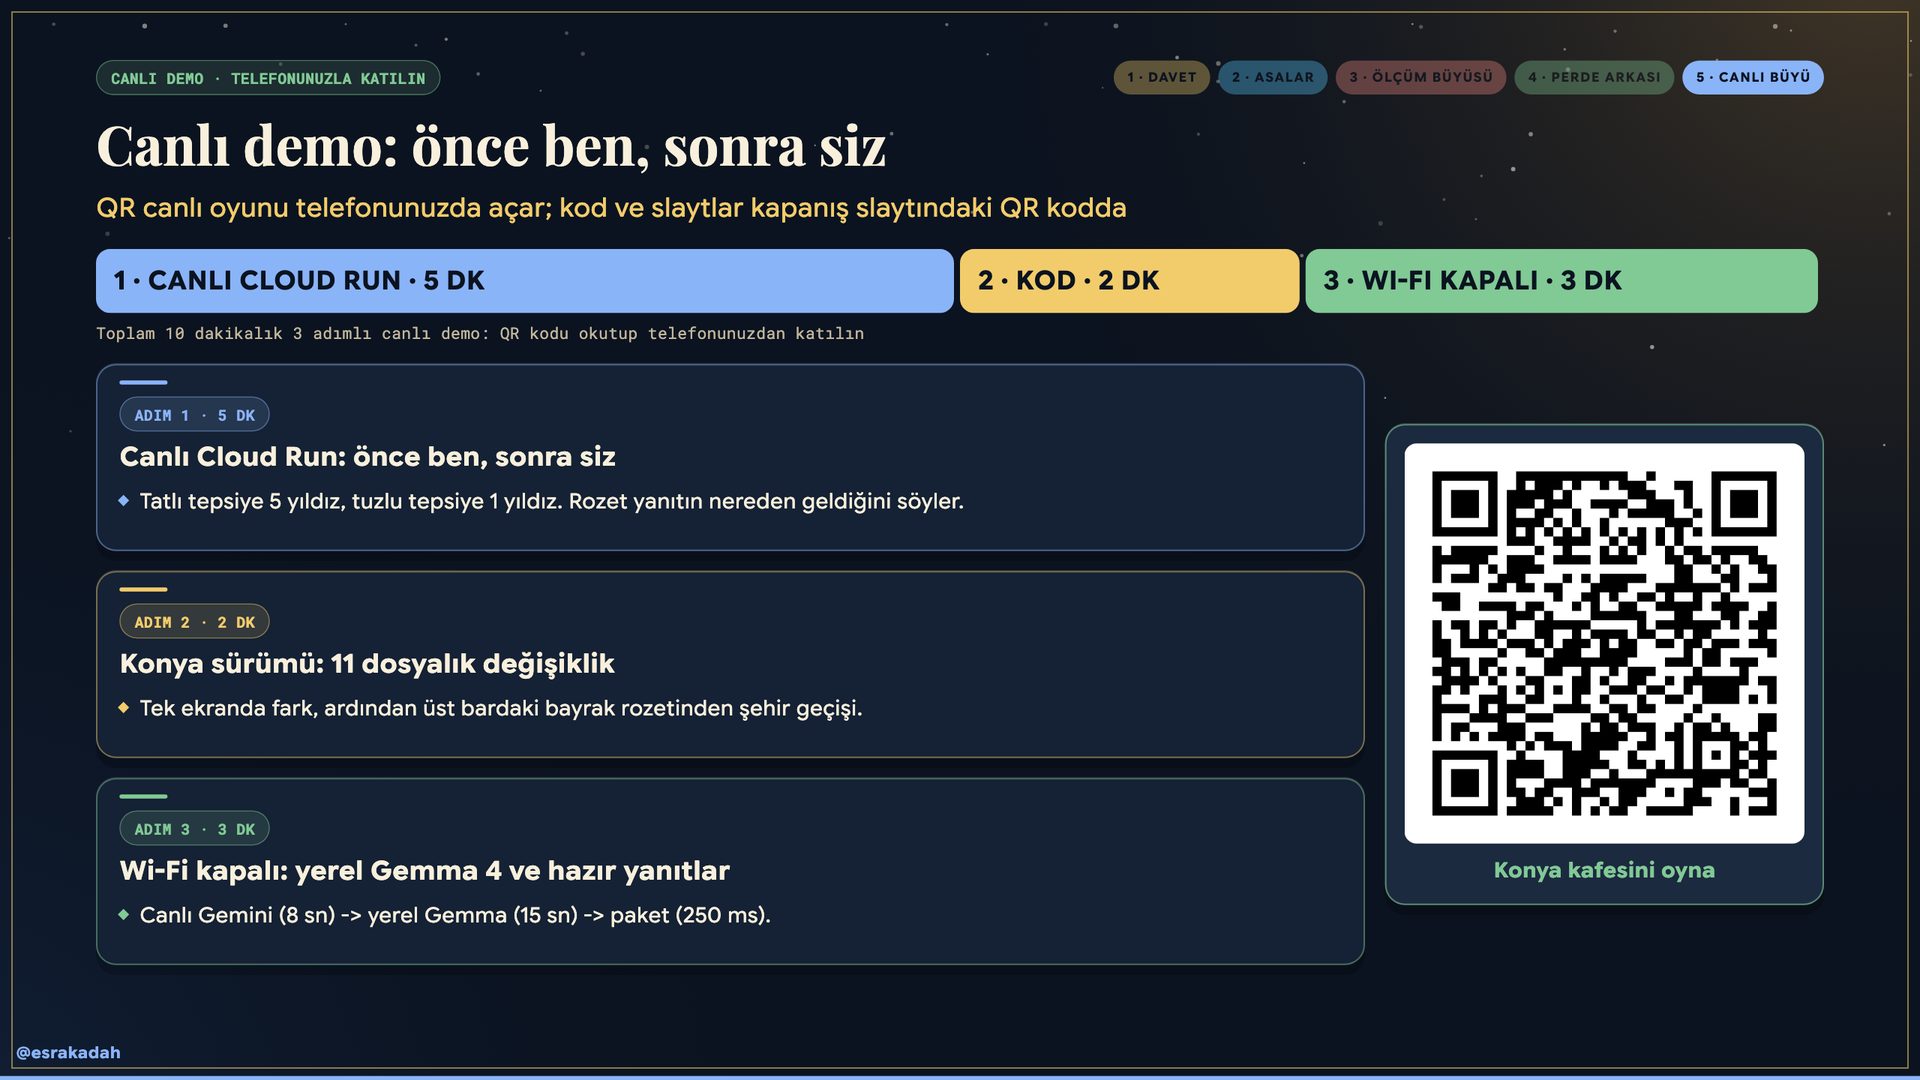 CANLI DEMO · TELEFONUNUZLA KATILIN
1 · DAVET
2 · ASALAR
3 · ÖLÇÜM BÜYÜSÜ
4 · PERDE ARKASI
5 · CANLI BÜYÜ
Canlı demo: önce ben, sonra siz
QR canlı oyunu telefonunuzda açar; kod ve slaytlar kapanış slaytındaki QR kodda
1 · CANLI CLOUD RUN · 5 DK
2 · KOD · 2 DK
3 · WI-FI KAPALI · 3 DK
Toplam 10 dakikalık 3 adımlı canlı demo: QR kodu okutup telefonunuzdan katılın
ADIM 1 · 5 DK
Canlı Cloud Run: önce ben, sonra siz
Tatlı tepsiye 5 yıldız, tuzlu tepsiye 1 yıldız. Rozet yanıtın nereden geldiğini söyler.
ADIM 2 · 2 DK
Konya sürümü: 11 dosyalık değişiklik
Tek ekranda fark, ardından üst bardaki bayrak rozetinden şehir geçişi.
ADIM 3 · 3 DK
Wi-Fi kapalı: yerel Gemma 4 ve hazır yanıtlar
Canlı Gemini (8 sn) -> yerel Gemma (15 sn) -> paket (250 ms).
Konya kafesini oyna
@esrakadah